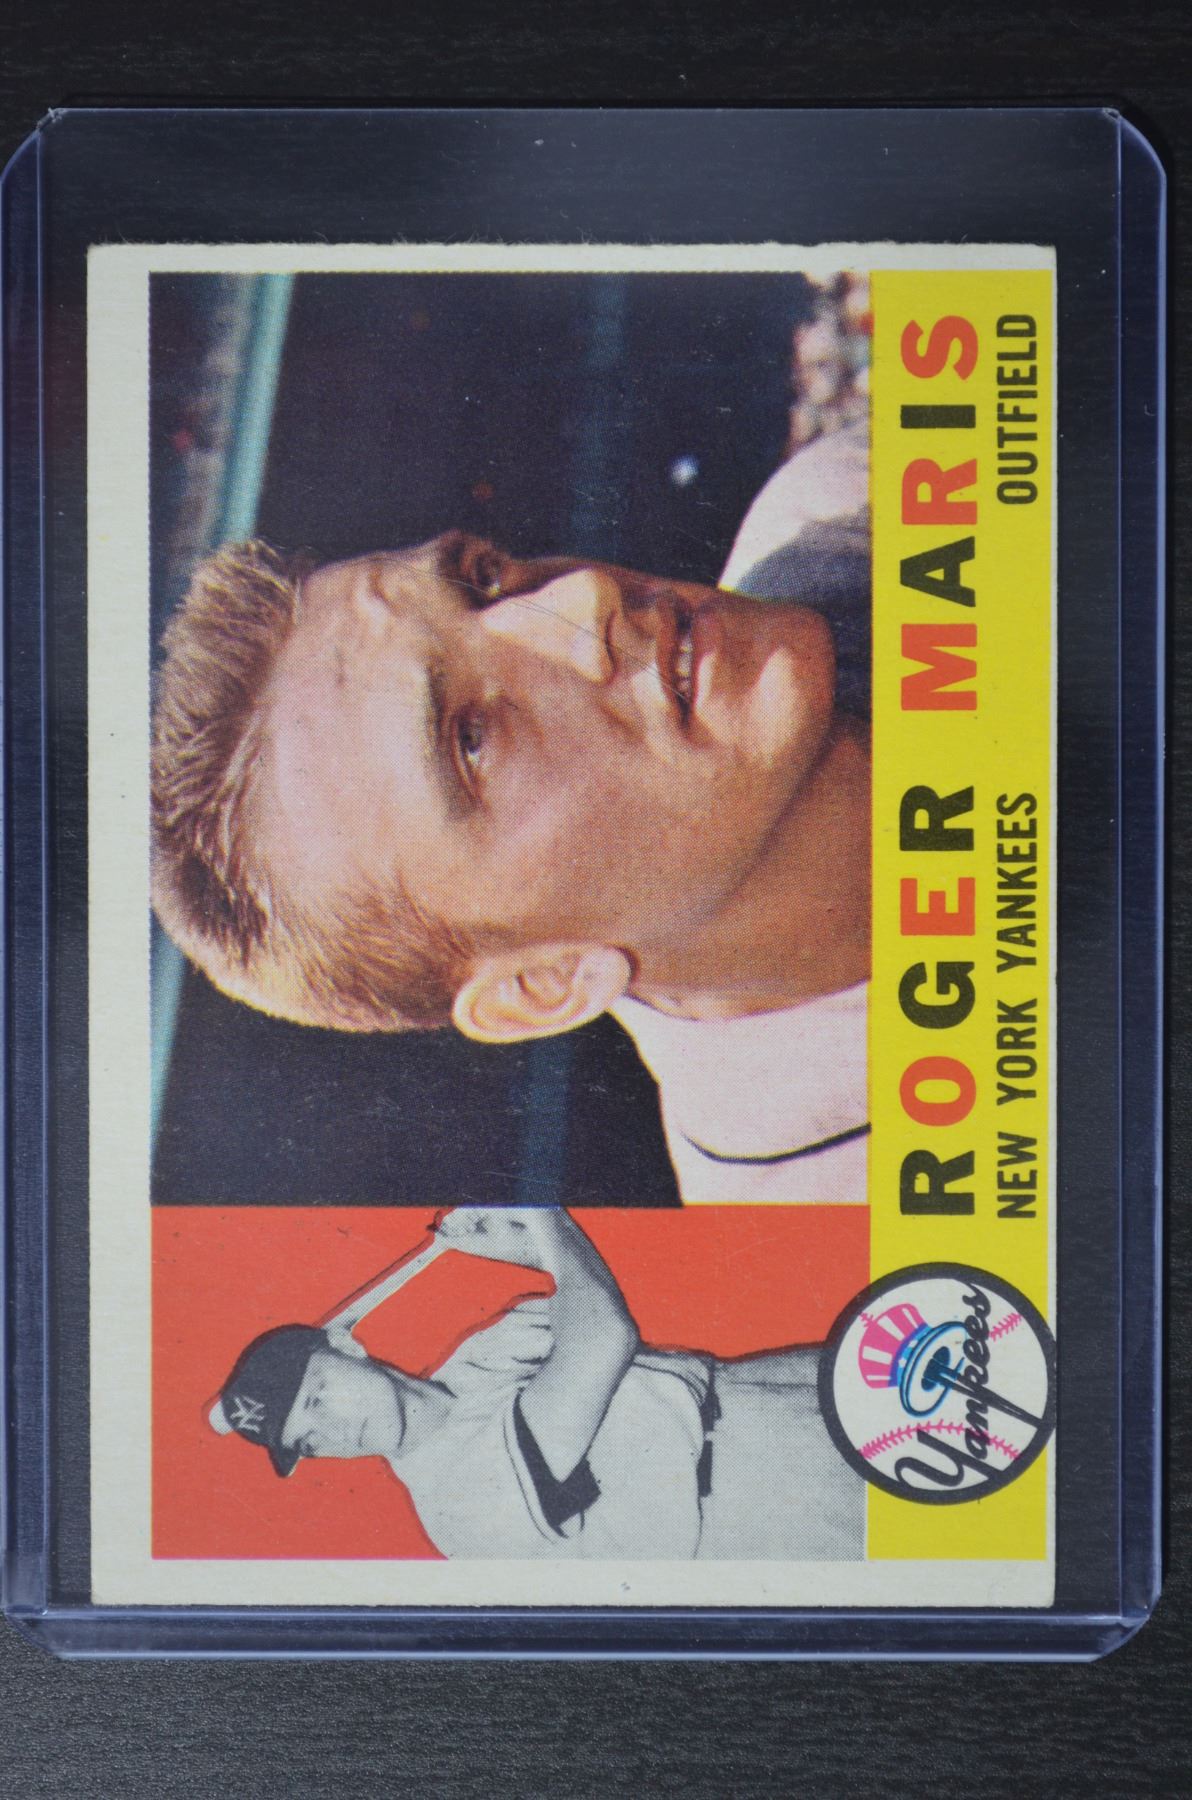 ROGER MARIS
NEW YORK YANKEES OUTFIELD
Yankees
NY